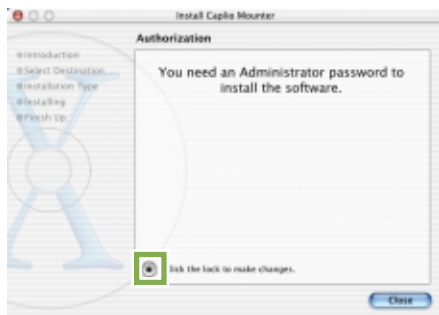 Install Caplio Mounter
Authorization
Introduction
Select Destination
Installation Type
Installing
Finish Up
You need an Administrator password to
install the software.
Click the lock to make changes.
Close